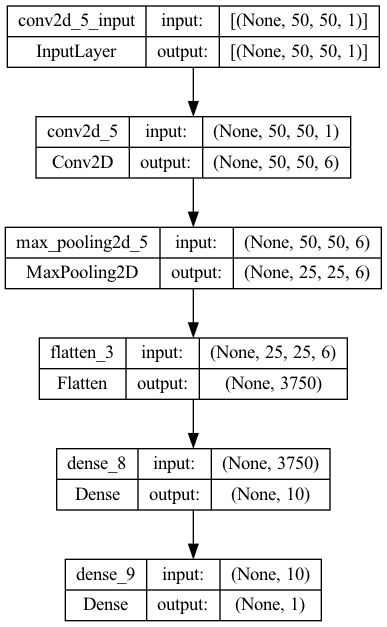 conv2d_5_input input: [(None, 50, 50, 1)]
InputLayer output: [(None, 50, 50, 1)]
conv2d_5 input: (None, 50, 50, 1)
Conv2D output: (None, 50, 50, 6)
max_pooling2d_5 input: (None, 50, 50, 6)
MaxPooling2D output: (None, 25, 25, 6)
flatten_3 input: (None, 25, 25, 6)
Flatten output: (None, 3750)
dense_8 input: (None, 3750)
Dense output: (None, 10)
dense_9 input: (None, 10)
Dense output: (None, 1)